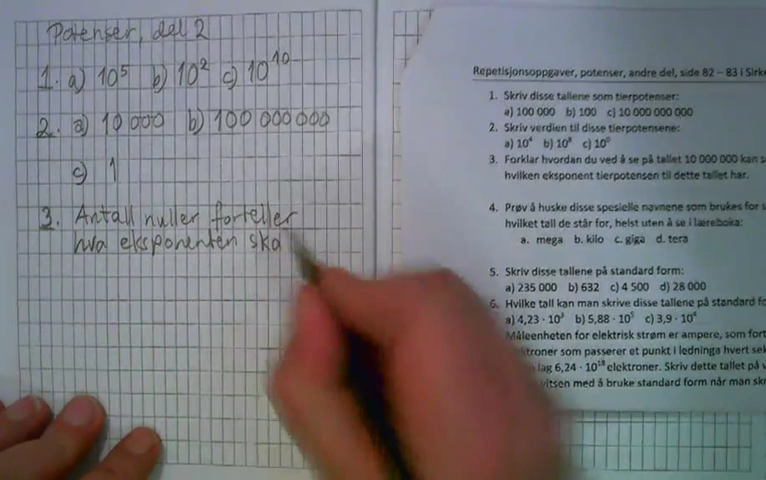 Potenser, del 2
1. a) 10⁵ b) 10² c) 10¹⁰
2. a) 10 000 b) 100 000 000
c) 1
3. Antall nuller forteller
hva eksponenten ska
Repetisjonsoppgaver, potenser, andre del, side 82 – 83 i Sirk
1. Skriv disse tallene som tierpotenser:
a) 100 000 b) 100 c) 10 000 000 000
2. Skriv verdien til disse tierpotensene:
a) 10⁴ b) 10⁸ c) 10⁰
3. Forklar hvordan du ved å se på tallet 10 000 000 kan s
hvilken eksponent tierpotensen til dette tallet har.
4. Prøv å huske disse spesielle navnene som brukes for s
hvilket tall de står for, helst uten å se i læreboka:
a. mega b. kilo c. giga d. tera
5. Skriv disse tallene på standard form:
a) 235 000 b) 632 c) 4 500 d) 28 000
6. Hvilke tall kan man skrive disse tallene på standard fo
a) 4,23 · 10³ b) 5,88 · 10⁵ c) 3,9 · 10⁴
Måleenheten for elektrisk strøm er ampere, som fort
ektroner som passerer et punkt i ledninga hvert sek
lag 6,24 · 10¹⁸ elektroner. Skriv dette tallet på v
vitsen med å bruke standard form når man skr